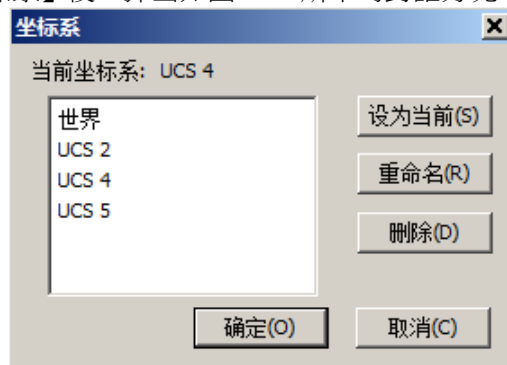 坐标系
当前坐标系: UCS 4
世界
UCS 2
UCS 4
UCS 5
设为当前(S)
重命名(R)
删除(D)
确定(O)
取消(C)